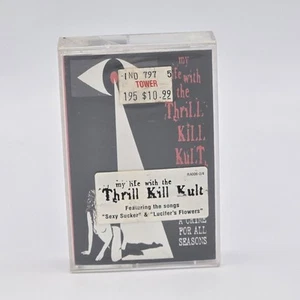 IND 797 5
TOWER
195 $10.99
my
life with
the
Thrill
Kill
Kult
my life with the
Thrill Kill Kult
Featuring the songs
"Sexy Sucker" & "Lucifer's Flowers"
A CRIME
FOR ALL
SEASONS